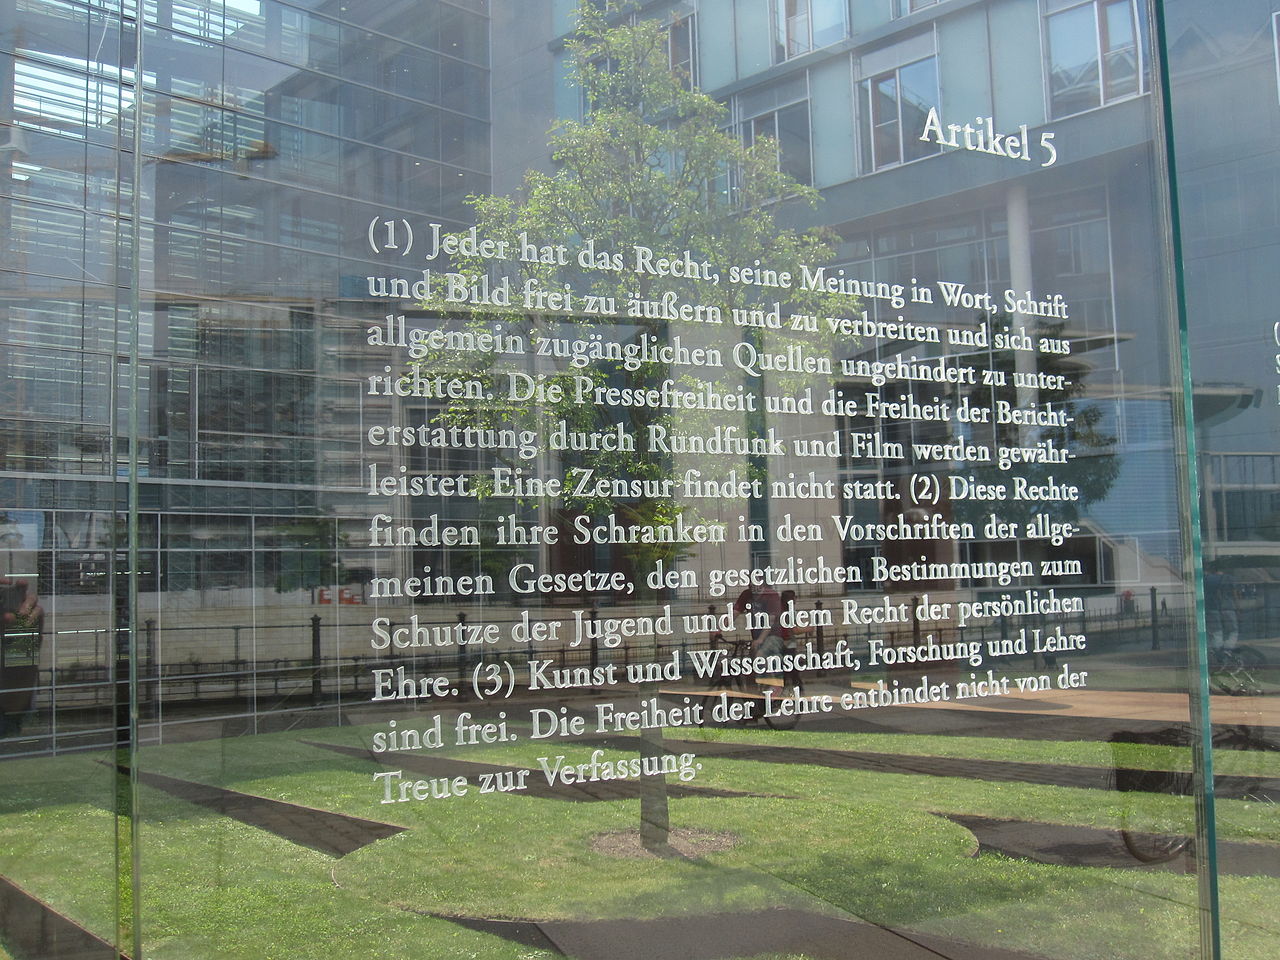 Artikel 5
(1) Jeder hat das Recht, seine Meinung in Wort, Schrift
und Bild frei zu äußern und zu verbreiten und sich aus
allgemein zugänglichen Quellen ungehindert zu unter-
richten. Die Pressefreiheit und die Freiheit der Bericht-
erstattung durch Rundfunk und Film werden gewähr-
leistet. Eine Zensur findet nicht statt. (2) Diese Rechte
finden ihre Schranken in den Vorschriften der allge-
meinen Gesetze, den gesetzlichen Bestimmungen zum
Schutze der Jugend und in dem Recht der persönlichen
Ehre. (3) Kunst und Wissenschaft, Forschung und Lehre
sind frei. Die Freiheit der Lehre entbindet nicht von der
Treue zur Verfassung.